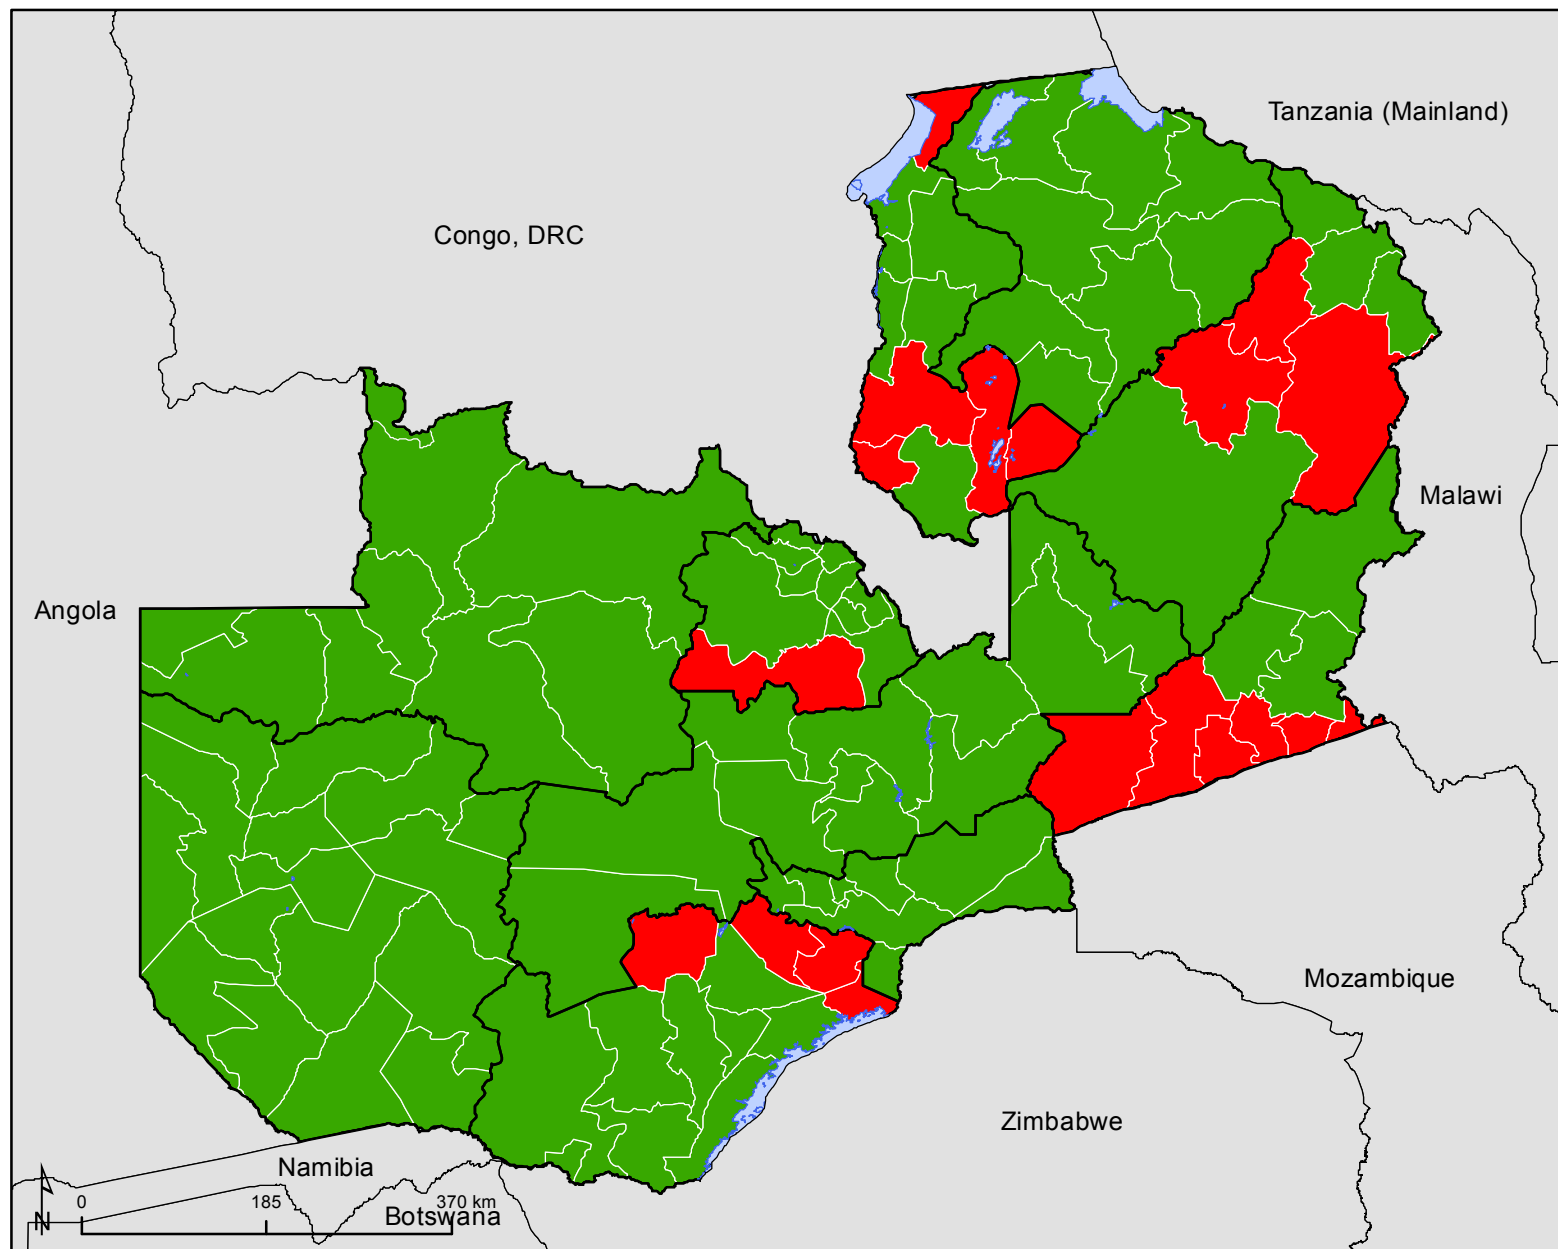 Tanzania (Mainland)
Congo, DRC
Malawi
Angola
Mozambique
Zimbabwe
Namibia
N
0 185 370 km
Botswana